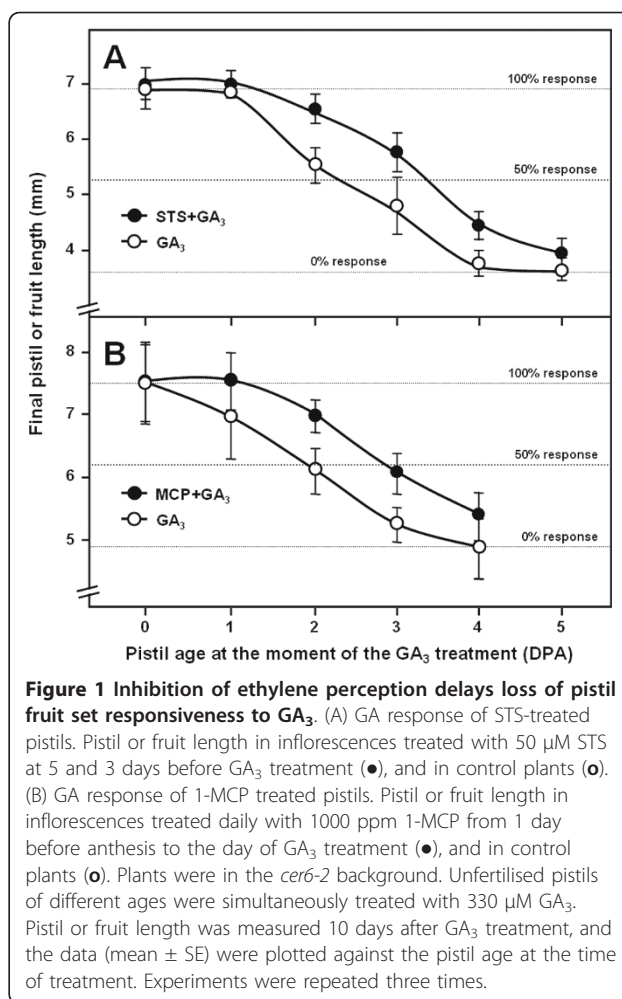 A
7
6
5
4
100% response
50% response
0% response
● STS+GA₃
○ GA₃
Final pistil or fruit length (mm)
B
8
7
6
5
100% response
50% response
0% response
● MCP+GA₃
○ GA₃
0 1 2 3 4 5
Pistil age at the moment of the GA₃ treatment (DPA)
Figure 1 Inhibition of ethylene perception delays loss of pistil
fruit set responsiveness to GA₃. (A) GA response of STS-treated
pistils. Pistil or fruit length in inflorescences treated with 50 μM STS
at 5 and 3 days before GA₃ treatment (●), and in control plants (o).
(B) GA response of 1-MCP treated pistils. Pistil or fruit length in
inflorescences treated daily with 1000 ppm 1-MCP from 1 day
before anthesis to the day of GA₃ treatment (●), and in control
plants (o). Plants were in the cer6-2 background. Unfertilised pistils
of different ages were simultaneously treated with 330 μM GA₃.
Pistil or fruit length was measured 10 days after GA₃ treatment, and
the data (mean ± SE) were plotted against the pistil age at the time
of treatment. Experiments were repeated three times.